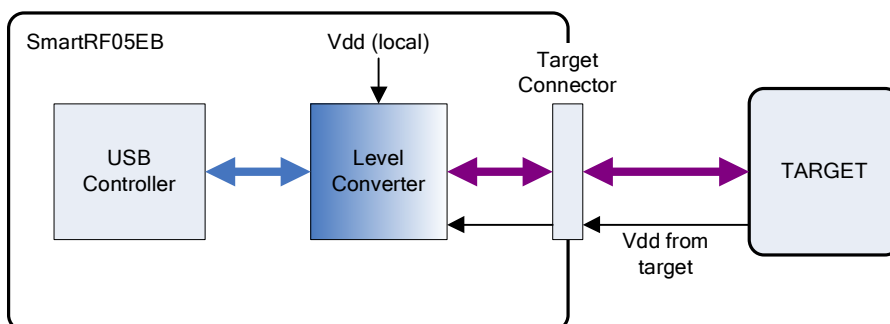 SmartRF05EB
Vdd (local)
Target
Connector
USB
Controller
Level
Converter
TARGET
Vdd from
target